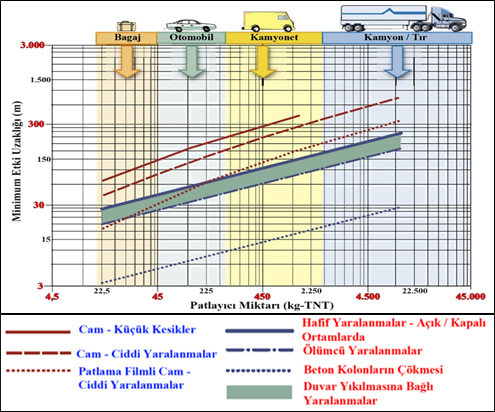 Bagaj
Otomobil
Kamyonet
Kamyon / Tır
Minimum Etki Uzaklığı (m)
3.000
1.500
300
150
30
15
3
4,5
22,5
45
225
450
2.250
4.500
22.500
45.000
Patlayıcı Miktarı (kg-TNT)
Cam - Küçük Kesikler
Cam - Ciddi Yaralanmalar
Patlama Filmli Cam -
Ciddi Yaralanmalar
Hafif Yaralanmalar - Açık / Kapalı
Ortamlarda
Ölümcü Yaralanmalar
Beton Kolonların Çökmesi
Duvar Yıkılmasına Bağlı
Yaralanmalar